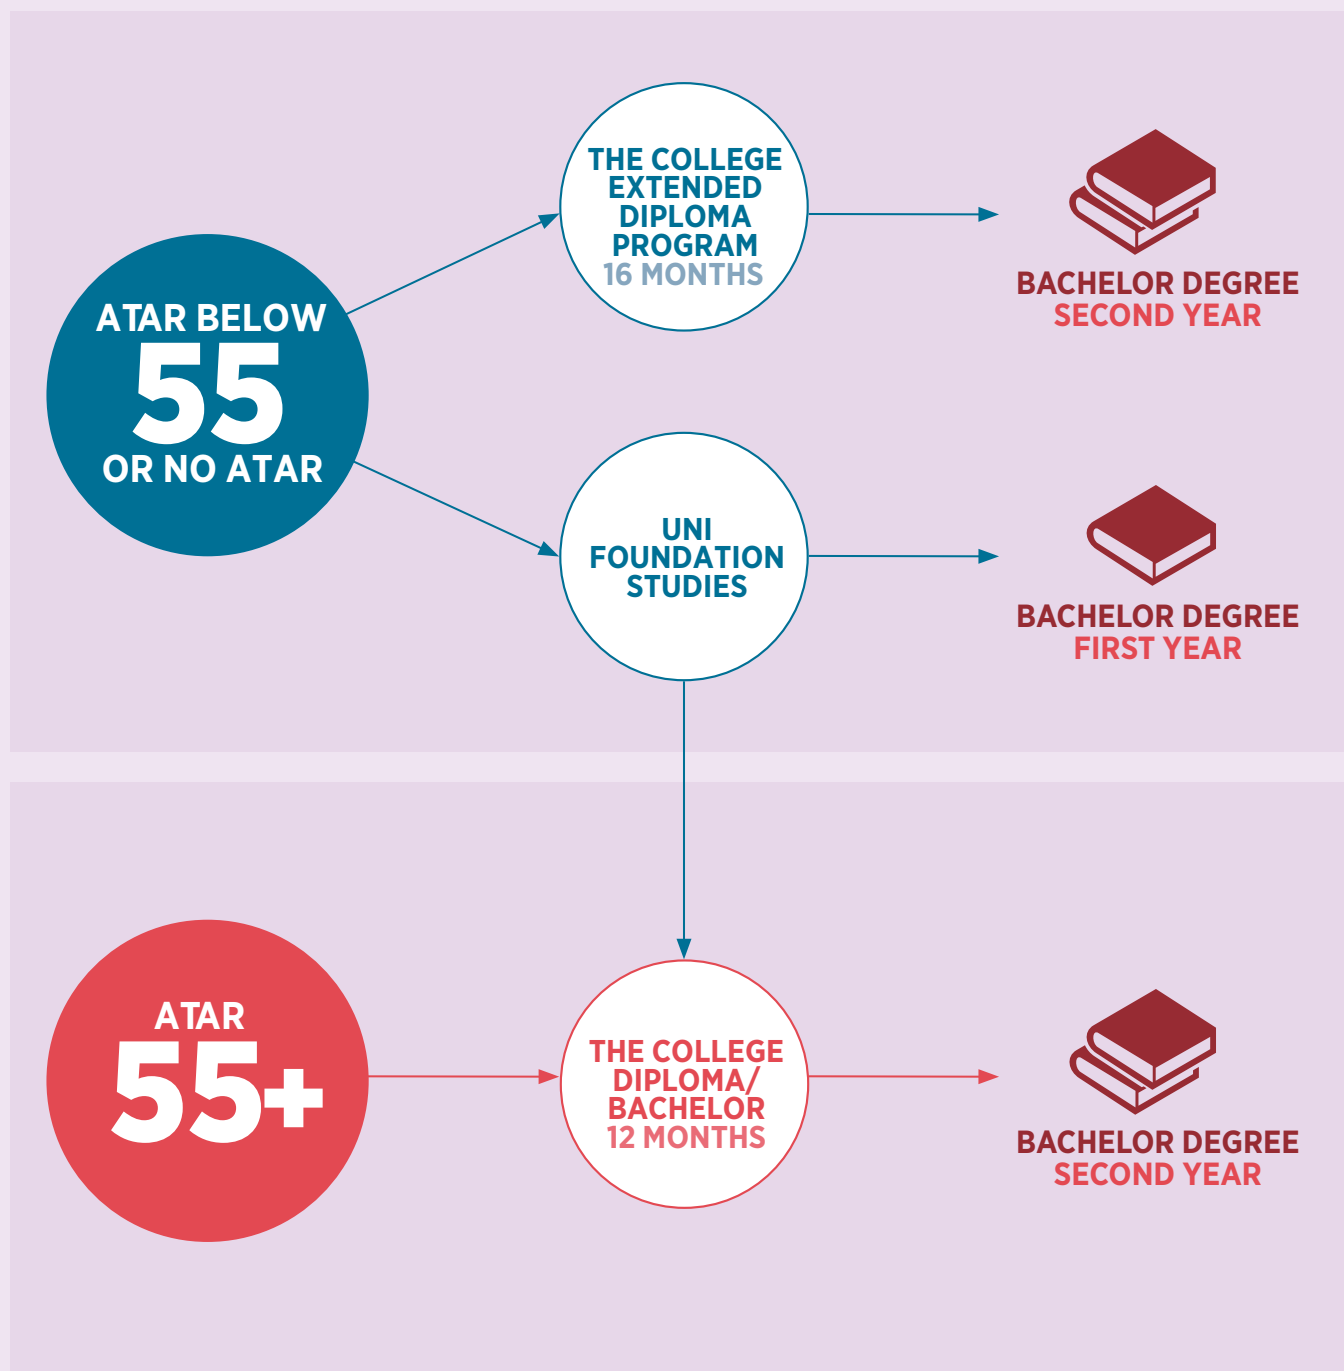 ATAR BELOW
55
OR NO ATAR
THE COLLEGE
EXTENDED
DIPLOMA
PROGRAM
16 MONTHS
BACHELOR DEGREE
SECOND YEAR
UNI
FOUNDATION
STUDIES
BACHELOR DEGREE
FIRST YEAR
ATAR
55+
THE COLLEGE
DIPLOMA/
BACHELOR
12 MONTHS
BACHELOR DEGREE
SECOND YEAR